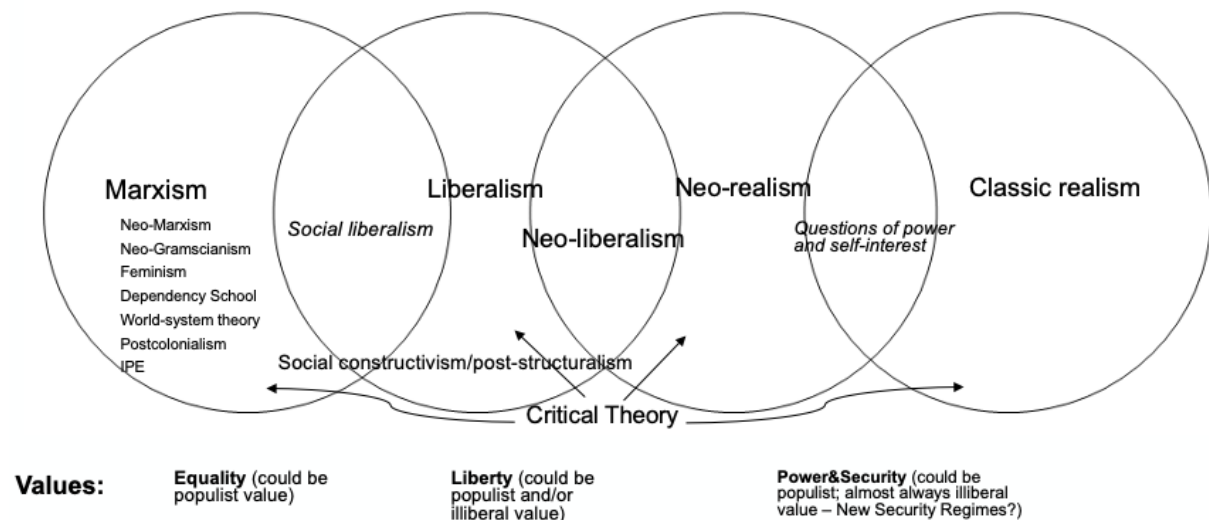 Marxism
Neo-Marxism
Neo-Gramscianism
Feminism
Dependency School
World-system theory
Postcolonialism
IPE
Social liberalism
Liberalism
Neo-liberalism
Neo-realism
Questions of power
and self-interest
Classic realism
Social constructivism/post-structuralism
Critical Theory
Values:
Equality (could be
populist value)
Liberty (could be
populist and/or
illiberal value)
Power&Security (could be
populist; almost always illiberal
value – New Security Regimes?)